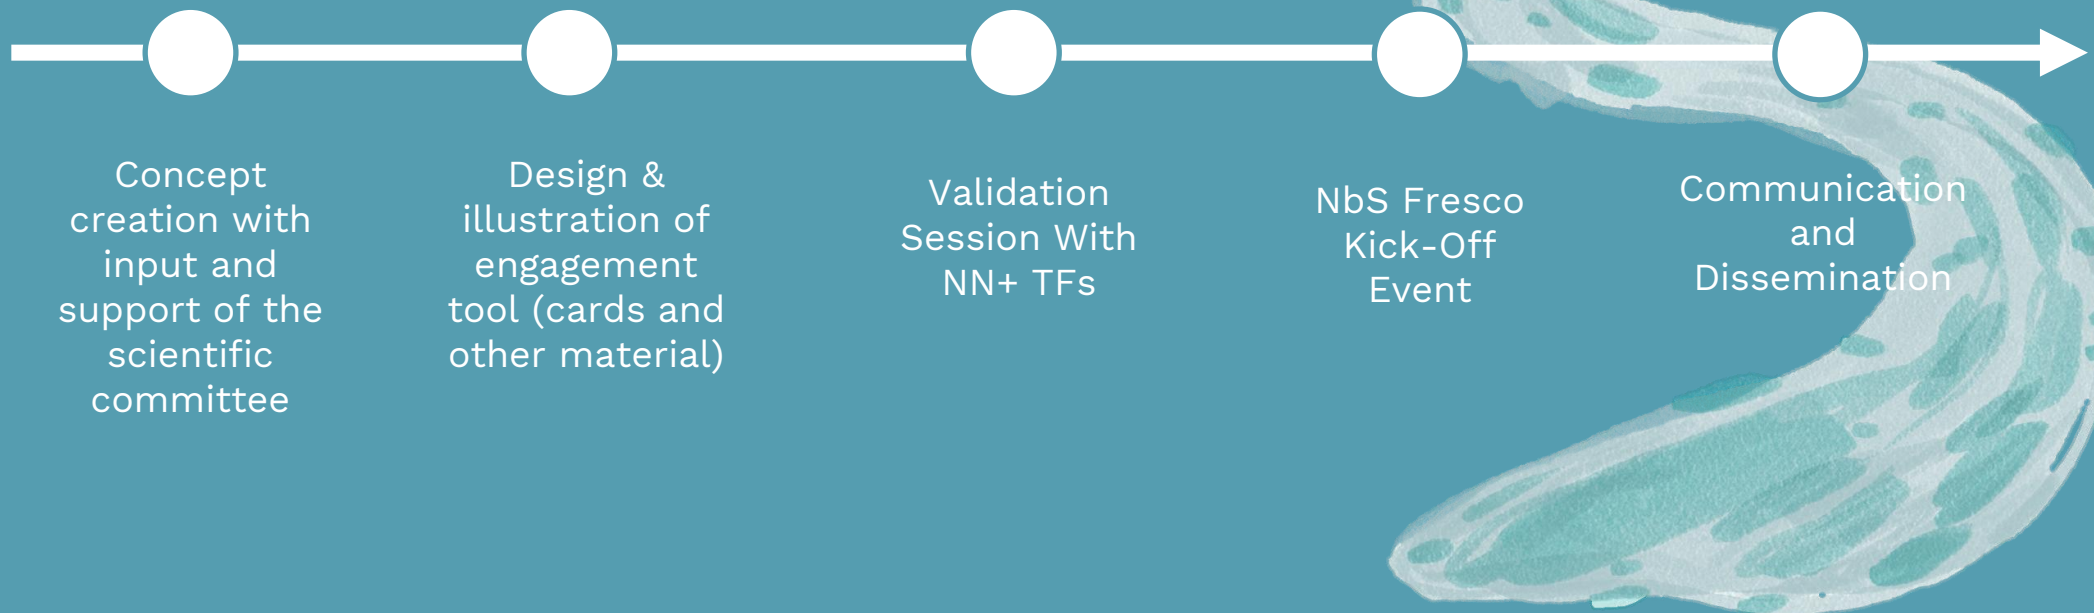 Concept
creation with
input and
support of the
scientific
committee
Design &
illustration of
engagement
tool (cards and
other material)
Validation
Session With
NN+ TFs
NbS Fresco
Kick-Off
Event
Communication
and
Dissemination